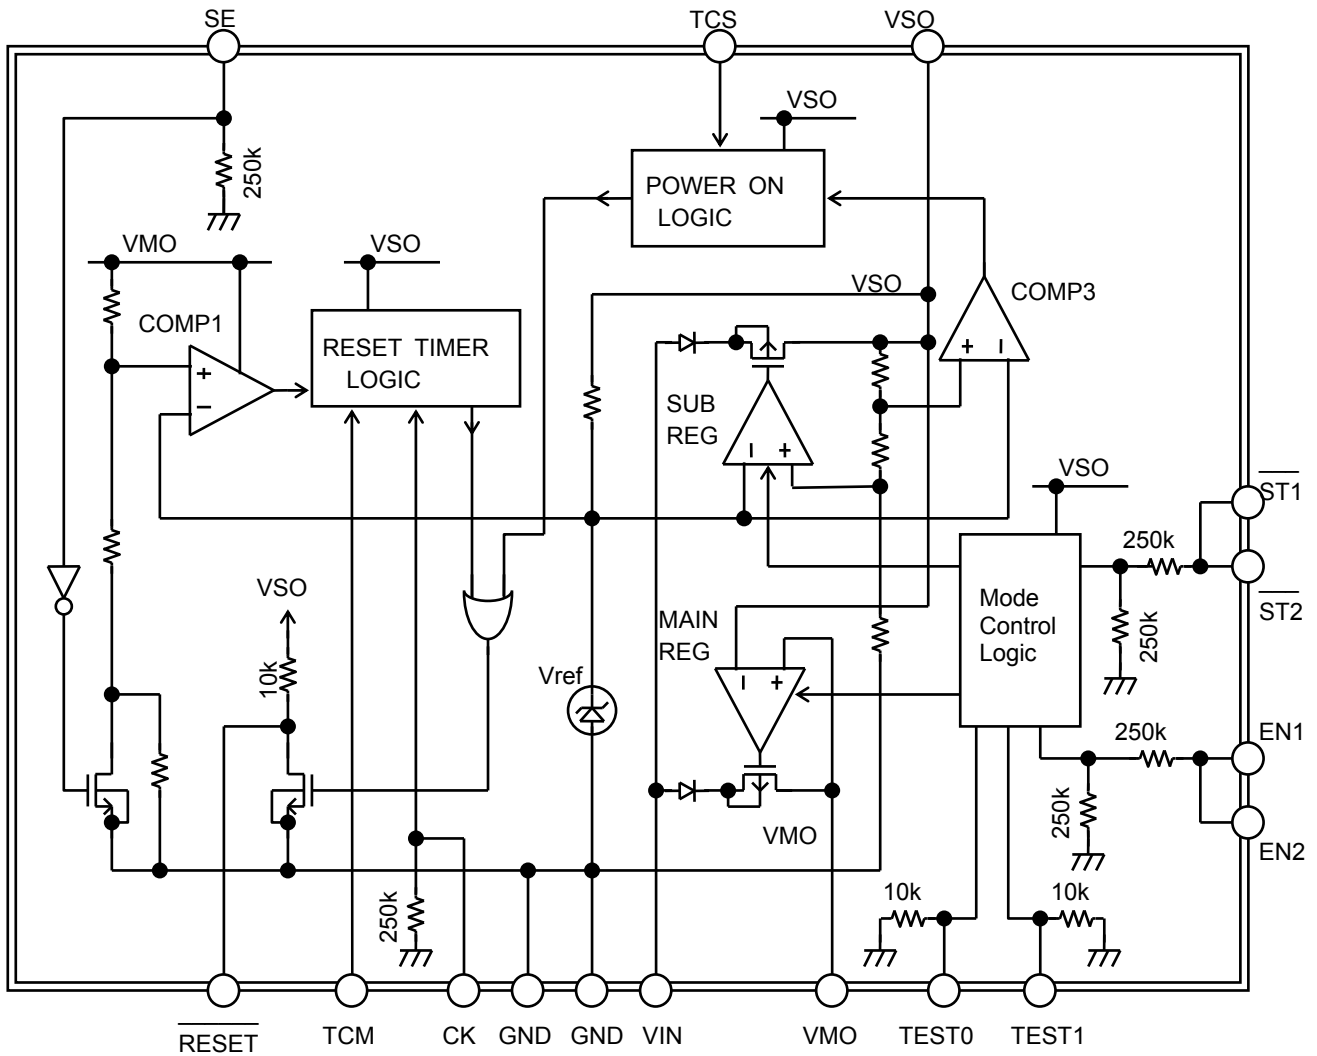 SE
TCS
VSO
VSO
250k
POWER ON
LOGIC
VMO
VSO
VSO
COMP3
COMP1
+
−
RESET TIMER
LOGIC
+ −
SUB
REG
− +
VSO
ST1
250k
Mode
Control
Logic
ST2
250k
VSO
MAIN
REG
− +
10k
Vref
EN1
250k
250k
VMO
EN2
250k
10k
10k
RESET
TCM
CK
GND
GND
VIN
VMO
TEST0
TEST1